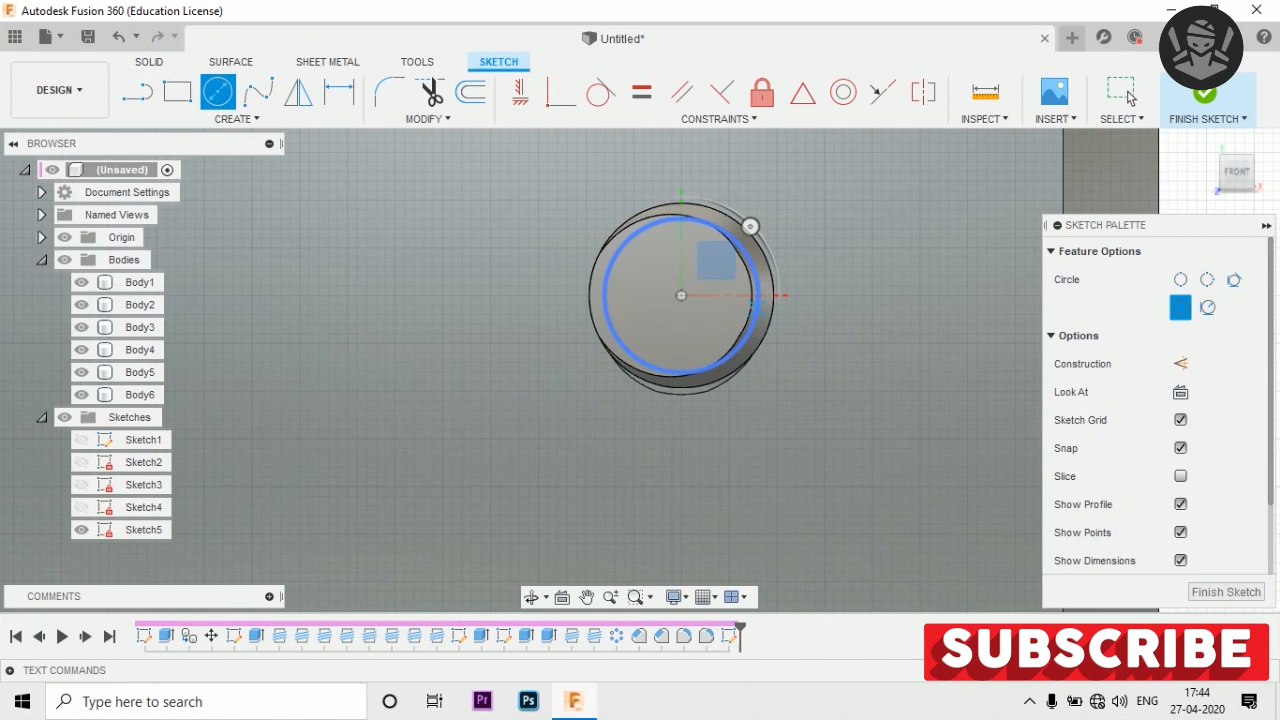 Autodesk Fusion 360 (Education License)
Untitled*
SOLID SURFACE SHEET METAL TOOLS SKETCH
DESIGN
CREATE MODIFY CONSTRAINTS INSPECT INSERT SELECT FINISH SKETCH
BROWSER
(Unsaved)
Document Settings
Named Views
Origin
Bodies
Body1
Body2
Body3
Body4
Body5
Body6
Sketches
Sketch1
Sketch2
Sketch3
Sketch4
Sketch5
Y
FRONT
X
Z
SKETCH PALETTE
Feature Options
Circle
Options
Construction
Look At
Sketch Grid
Snap
Slice
Show Profile
Show Points
Show Dimensions
Finish Sketch
COMMENTS
SUBSCRIBE
TEXT COMMANDS
Type here to search
Pr
Ps
F
ENG
17:44
27-04-2020